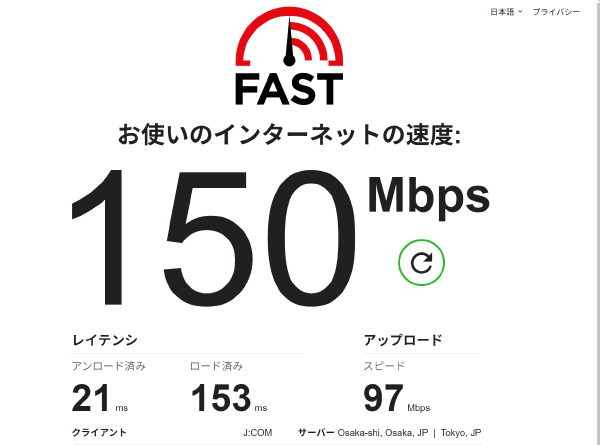 日本語 プライバシー
FAST
お使いのインターネットの速度:
150 Mbps
レイテンシ アップロード
アンロード済み ロード済み スピード
21 ms 153 ms 97 Mbps
クライアント J:COM サーバー Osaka-shi, Osaka, JP | Tokyo, JP